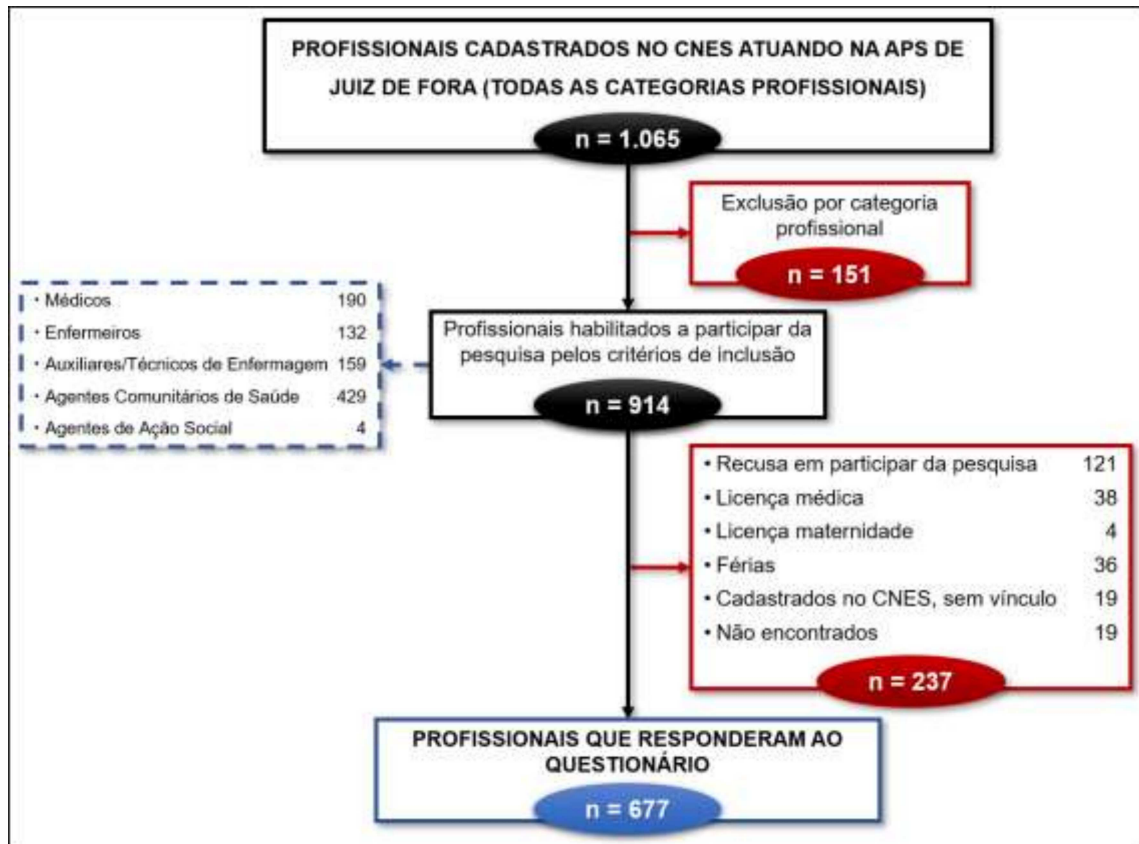 PROFISSIONAIS CADASTRADOS NO CNES ATUANDO NA APS DE
JUIZ DE FORA (TODAS AS CATEGORIAS PROFISSIONAIS)
n = 1.065
Exclusão por categoria
profissional
n = 151
Profissionais habilitados a participar da
pesquisa pelos critérios de inclusão
n = 914
• Médicos 190
• Enfermeiros 132
• Auxiliares/Técnicos de Enfermagem 159
• Agentes Comunitários de Saúde 429
• Agentes de Ação Social 4
• Recusa em participar da pesquisa 121
• Licença médica 38
• Licença maternidade 4
• Férias 36
• Cadastrados no CNES, sem vínculo 19
• Não encontrados 19
n = 237
PROFISSIONAIS QUE RESPONDERAM AO
QUESTIONÁRIO
n = 677